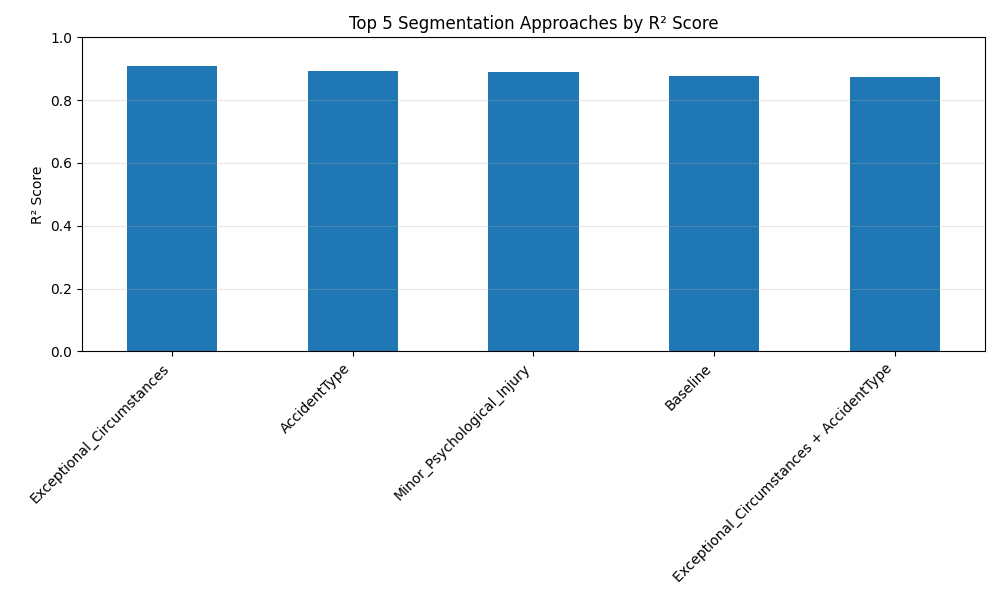 Top 5 Segmentation Approaches by R² Score
R² Score
1.0
0.8
0.6
0.4
0.2
0.0
Exceptional_Circumstances
AccidentType
Minor_Psychological_Injury
Baseline
Exceptional_Circumstances + AccidentType